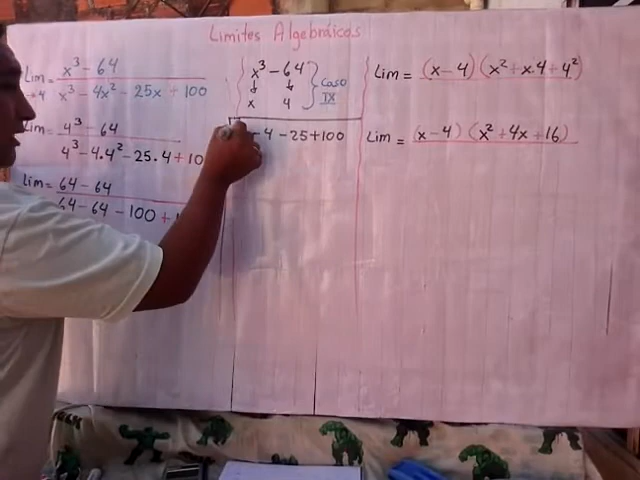 Limites Algebráicos
Lim = x³ - 64
→4 x³ - 4x² - 25x + 100
Lim = 4³ - 64
4³ - 4.4² - 25.4 + 10
Lim = 64 - 64
64 - 64 - 100 +
x³ - 64 } Caso
x 4 IX
- 4 - 25 + 100
Lim = (x - 4) (x² + x.4 + 4²)
Lim = (x - 4) (x² + 4x + 16)